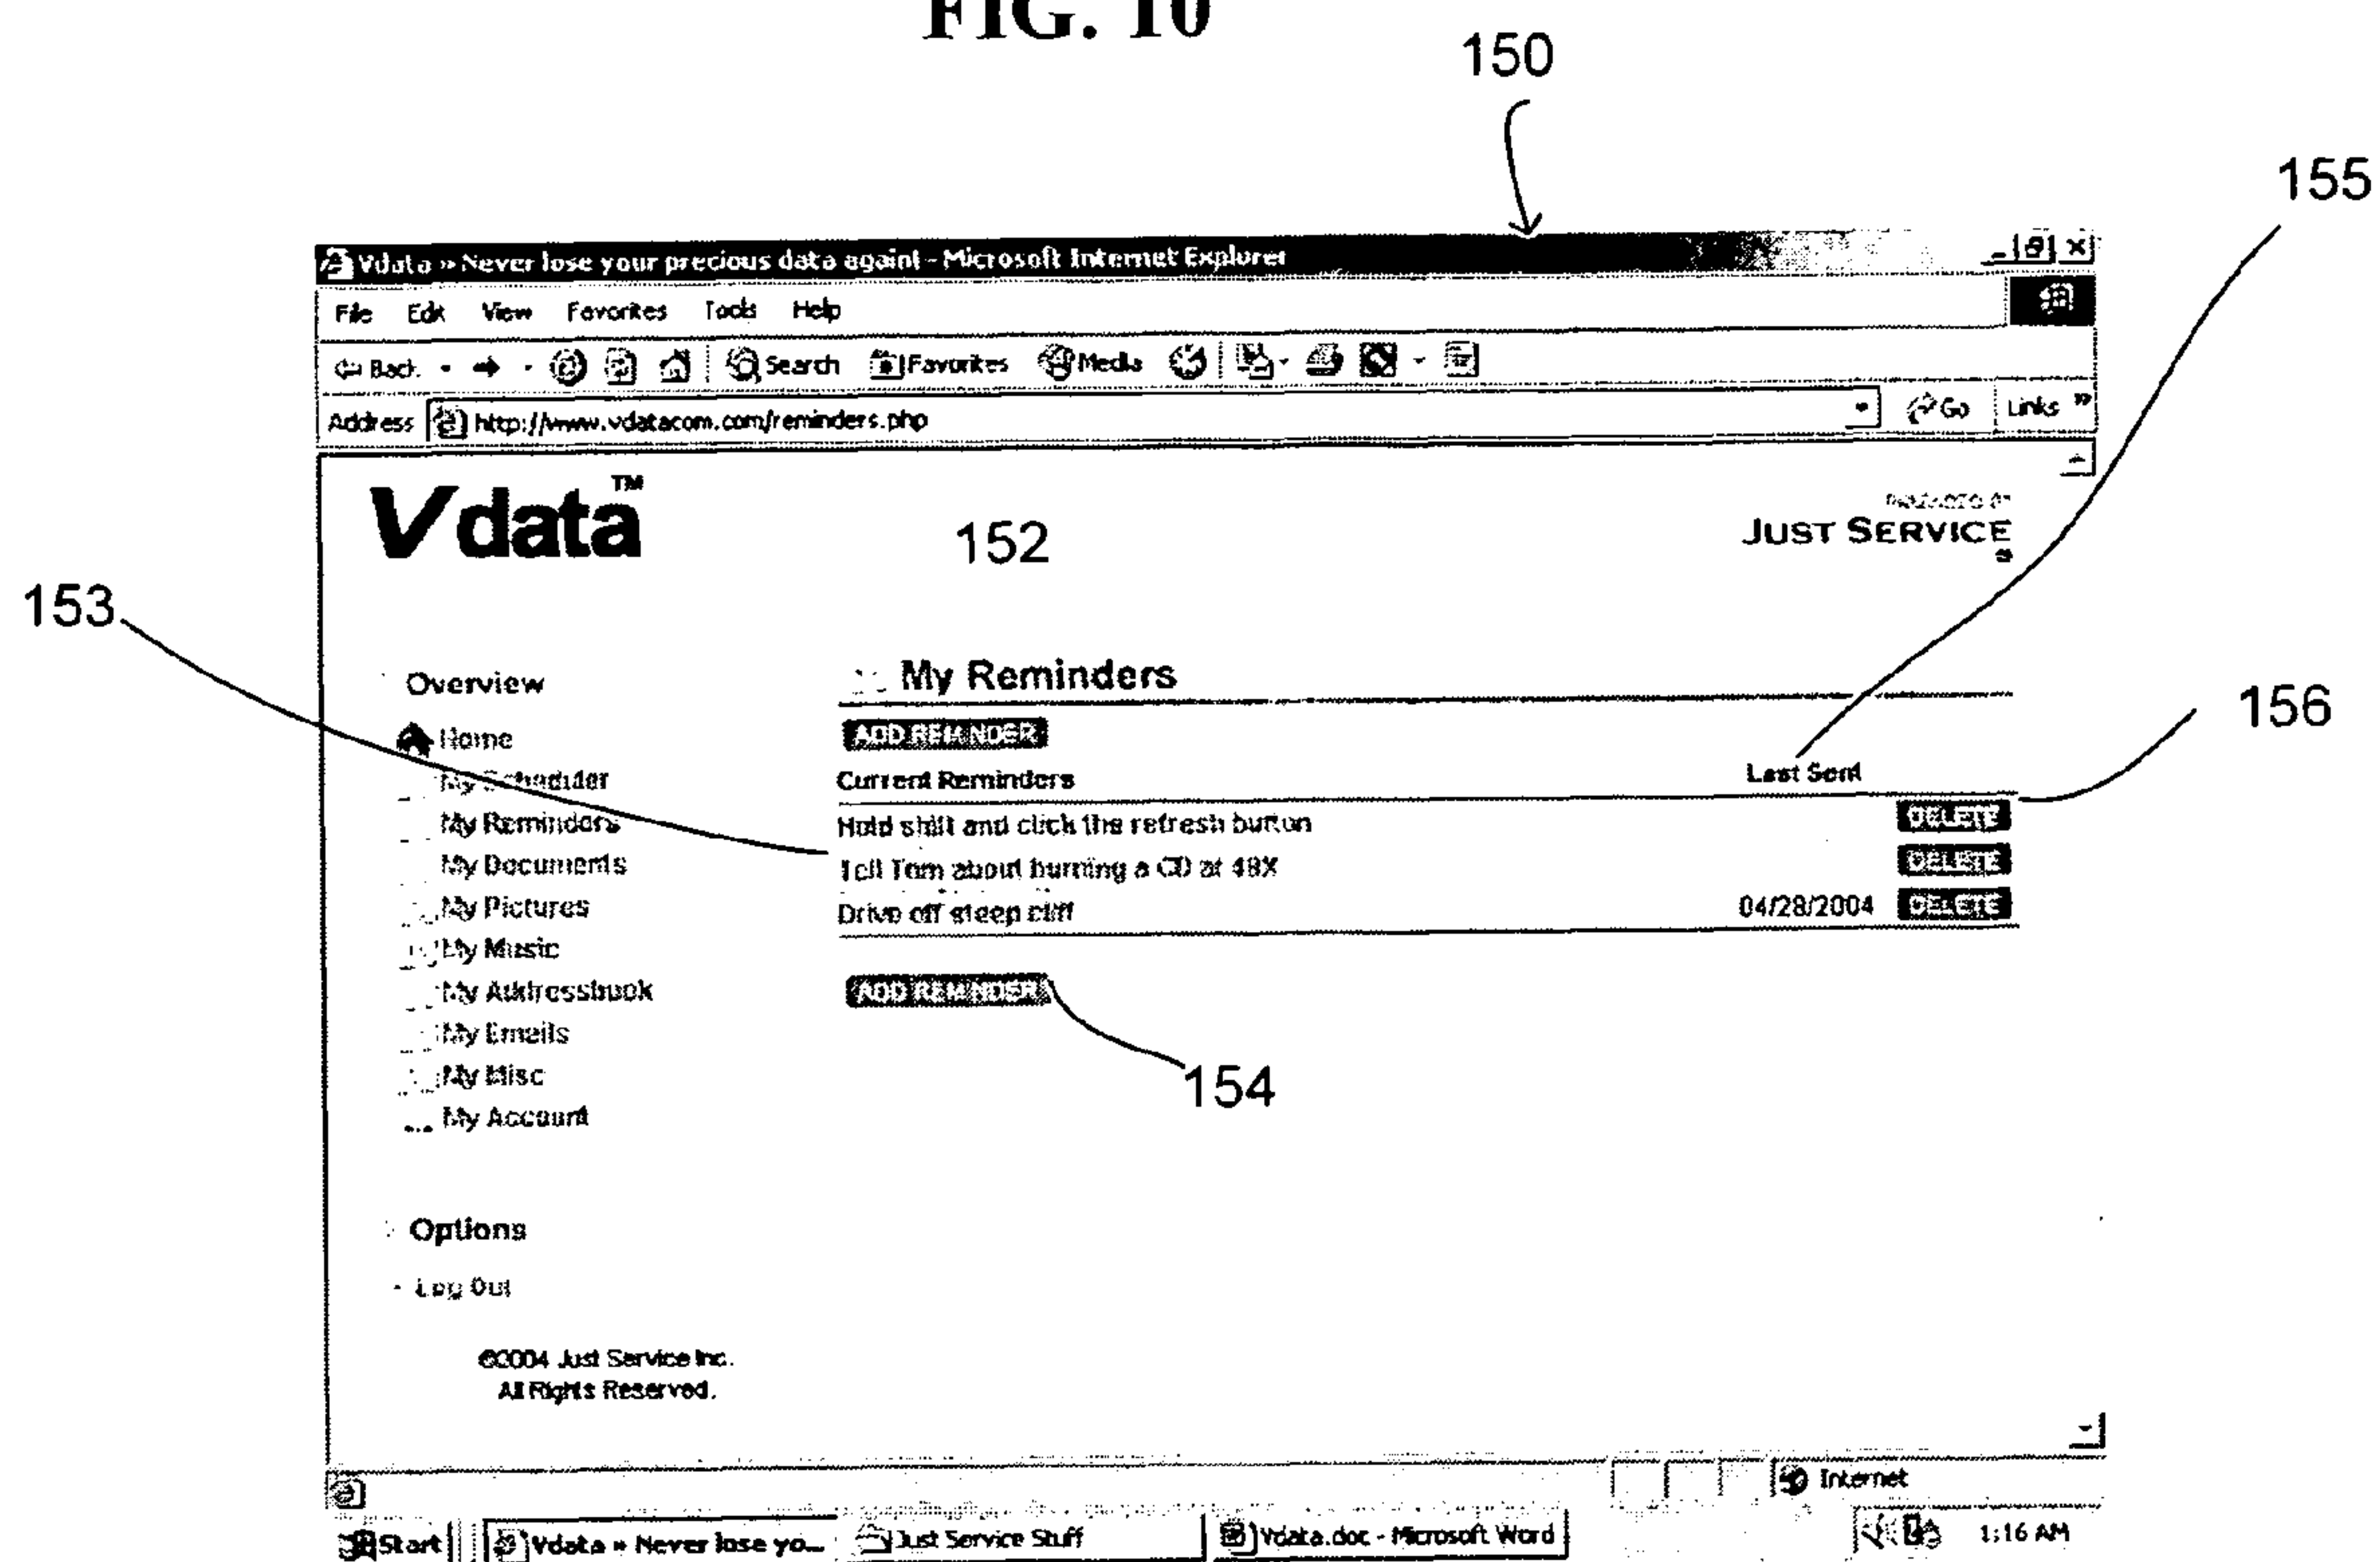 FIG. 10
150
155
Vdata » Never lose your precious data again! - Microsoft Internet Explorer
File Edit View Favorites Tools Help
Back Search Favorites Media
Address http://www.vdatacom.com/reminders.php Go Links »
Vdata™
152
JUST SERVICE
153
Overview
My Reminders
156
Home
ADD REMINDER
My Scheduler
Current Reminders Last Sent
My Reminders
Hold shift and click the refresh button DELETE
My Documents
Tell Tom about burning a CD at 48X DELETE
My Pictures
Drive off steep cliff 04/28/2004 DELETE
My Music
My Addressbook
ADD REMINDER
My Emails
My Misc
154
My Account
Options
Log Out
©2004 Just Service Inc.
All Rights Reserved.
Internet
Start Vdata » Never lose yo... Just Service Stuff Vdata.doc - Microsoft Word 1:16 AM